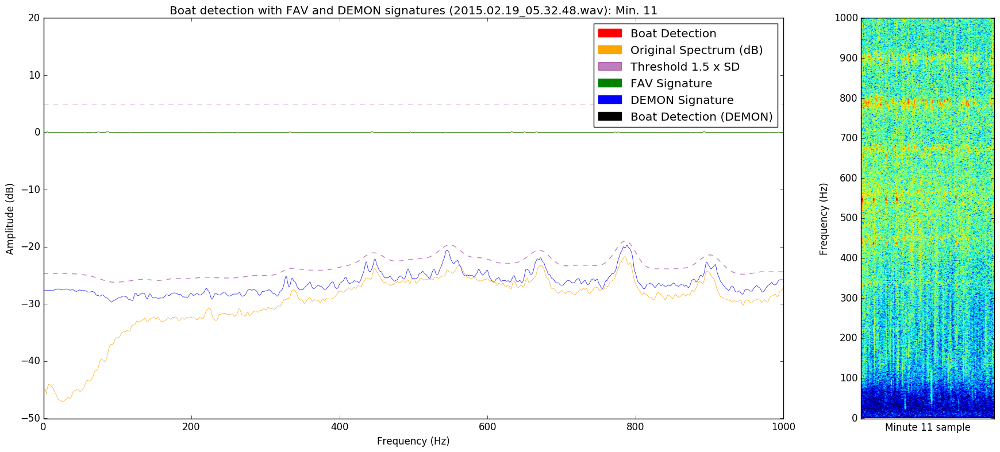 Boat detection with FAV and DEMON signatures (2015.02.19_05.32.48.wav): Min. 11
Boat Detection
Original Spectrum (dB)
Threshold 1.5 x SD
FAV Signature
DEMON Signature
Boat Detection (DEMON)
Amplitude (dB)
20
10
0
−10
−20
−30
−40
−50
0
200
400
600
800
1000
Frequency (Hz)
Frequency (Hz)
1000
900
800
700
600
500
400
300
200
100
0
Minute 11 sample